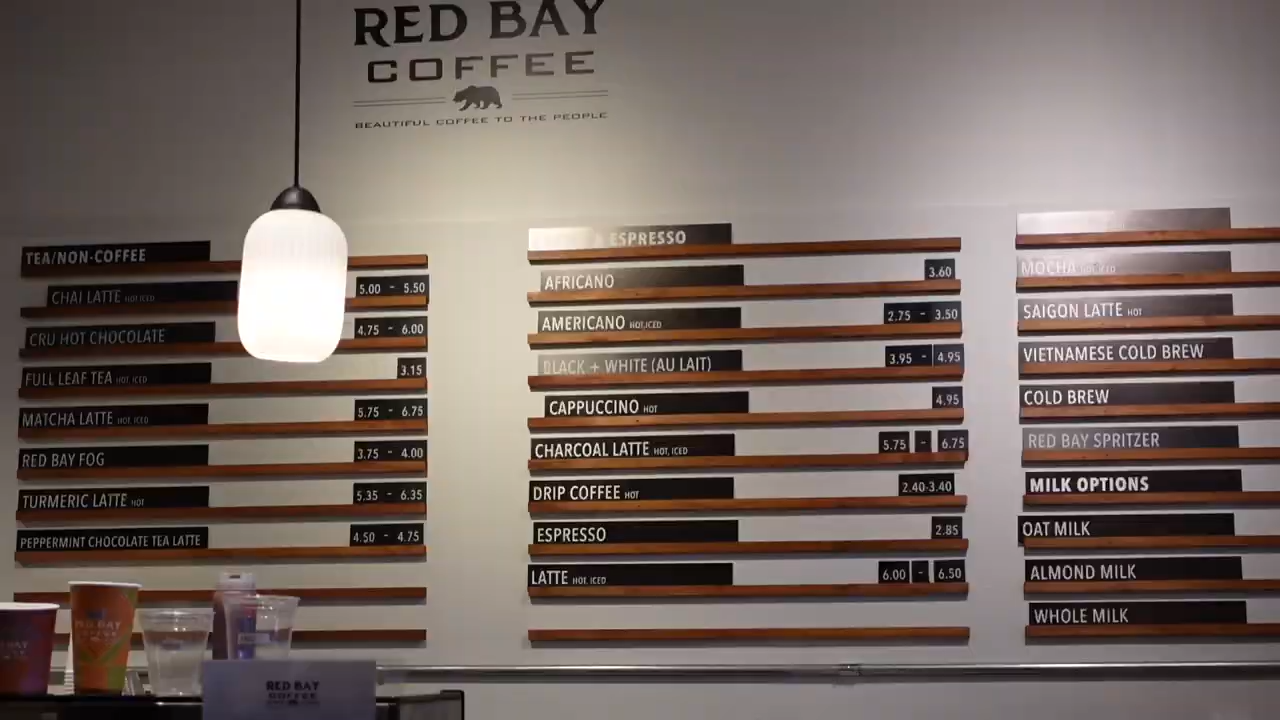 RED BAY
COFFEE
BEAUTIFUL COFFEE TO THE PEOPLE
TEA/NON-COFFEE
CHAI LATTE HOT, ICED 5.00 - 5.50
CRU HOT CHOCOLATE 4.75 - 6.00
FULL LEAF TEA HOT, ICED 3.15
MATCHA LATTE HOT, ICED 5.75 - 6.75
RED BAY FOG 3.75 - 4.00
TURMERIC LATTE HOT 5.35 - 6.35
PEPPERMINT CHOCOLATE TEA LATTE 4.50 - 4.75
ESPRESSO
AFRICANO 3.60
AMERICANO HOT, ICED 2.75 - 3.50
BLACK + WHITE (AU LAIT) 3.95 - 4.95
CAPPUCCINO HOT 4.95
CHARCOAL LATTE HOT, ICED 5.75 - 6.75
DRIP COFFEE HOT 2.40-3.40
ESPRESSO 2.85
LATTE HOT, ICED 6.00 - 6.50
MOCHA HOT, ICED
SAIGON LATTE HOT
VIETNAMESE COLD BREW
COLD BREW
RED BAY SPRITZER
MILK OPTIONS
OAT MILK
ALMOND MILK
WHOLE MILK
RED BAY
COFFEE
RED BAY
COFFEE